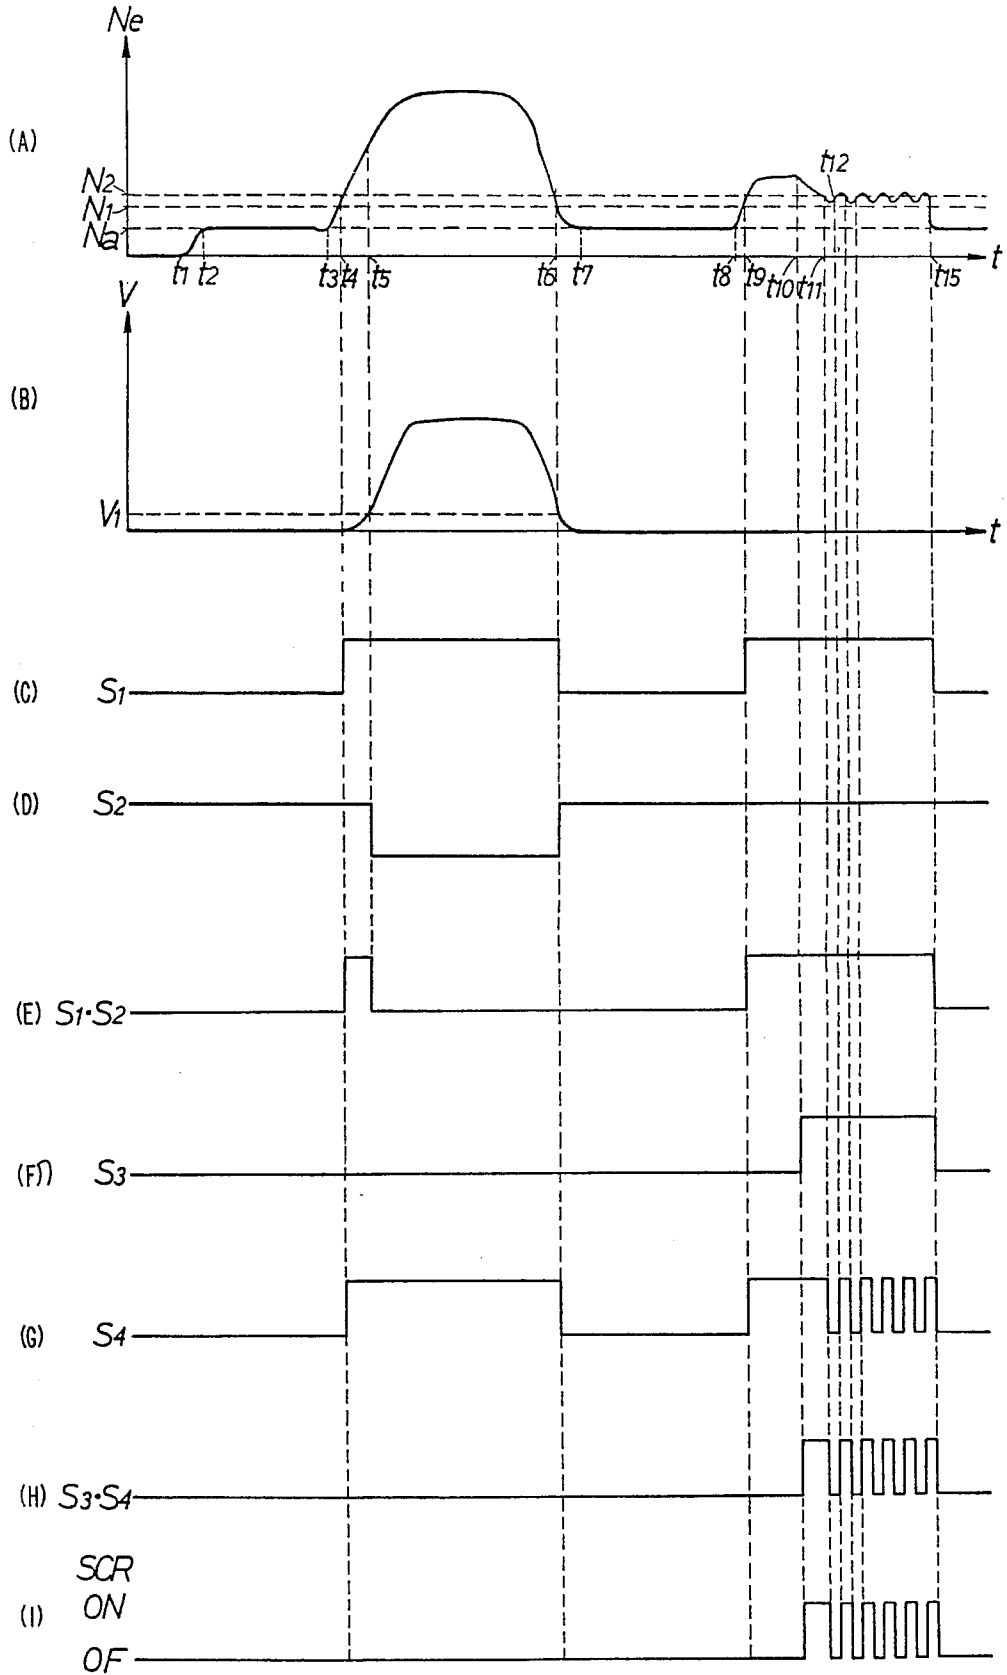 Ne
(A)
N2
N1
Na
t12
t1 t2 t3 t4 t5 t6 t7 t8 t9 t10 t11 t15 t
V
(B)
V1
t
(C) S1
(D) S2
(E) S1·S2
(F) S3
(G) S4
(H) S3·S4
SCR
(I) ON
OF